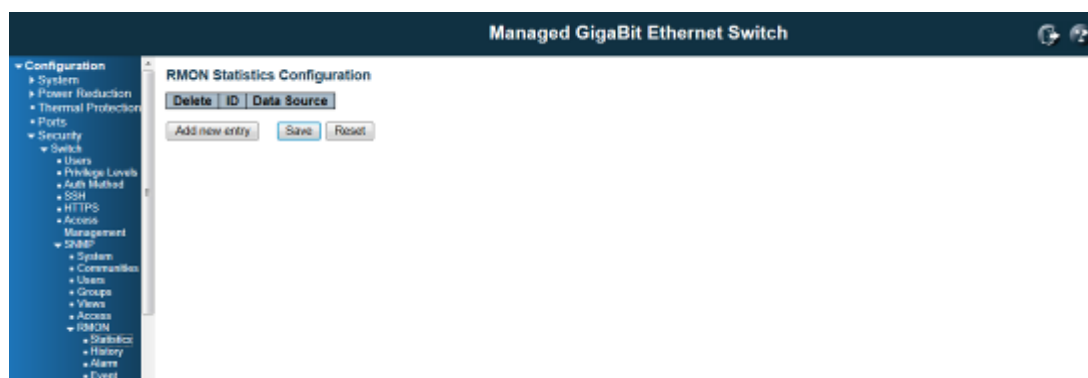 Managed GigaBit Ethernet Switch
Configuration
System
Power Reduction
Thermal Protection
Ports
Security
Switch
Users
Privilege Levels
Auth Method
SSH
HTTPS
Access
Management
SNMP
System
Communities
Users
Groups
Views
Access
RMON
Statistics
History
Alarm
Event
RMON Statistics Configuration
Delete ID Data Source
Add new entry Save Reset